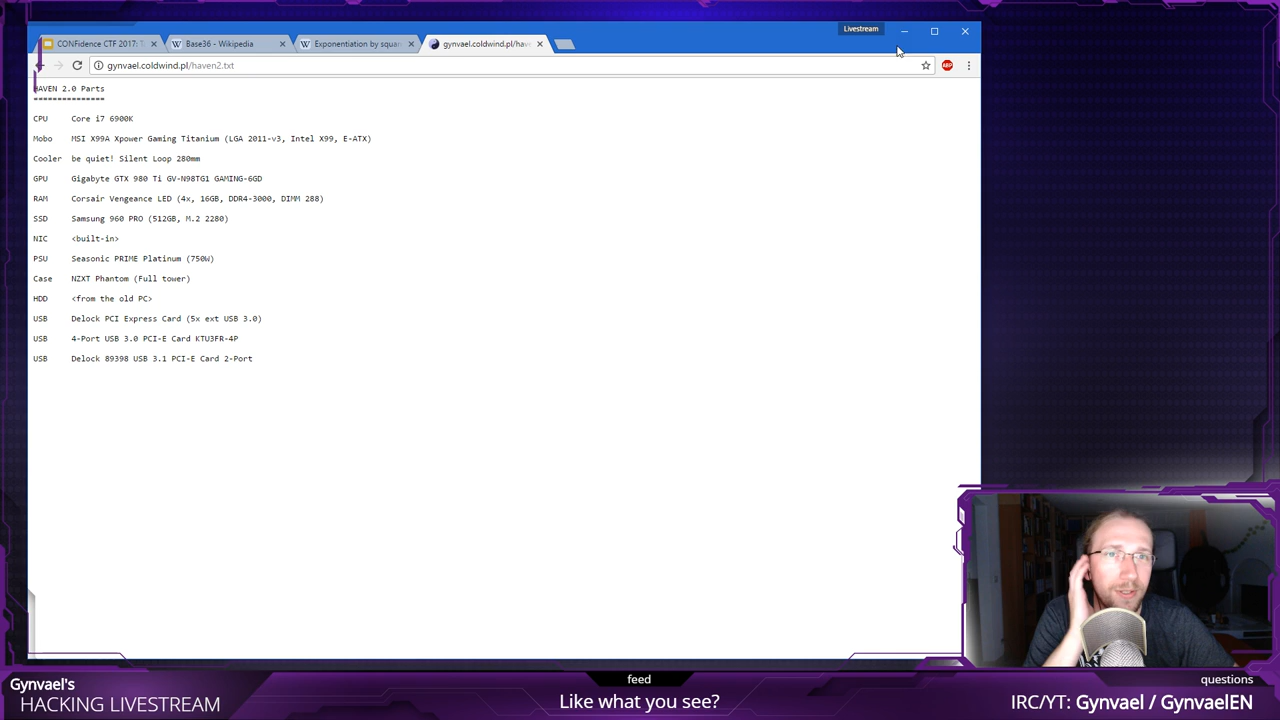 Livestream
CONFidence CTF 2017: T
Base36 - Wikipedia
Exponentiation by squar
gynvael.coldwind.pl/have
gynvael.coldwind.pl/haven2.txt
ABP
HAVEN 2.0 Parts
===============
CPU Core i7 6900K
Mobo MSI X99A Xpower Gaming Titanium (LGA 2011-v3, Intel X99, E-ATX)
Cooler be quiet! Silent Loop 280mm
GPU Gigabyte GTX 980 Ti GV-N98TG1 GAMING-6GD
RAM Corsair Vengeance LED (4x, 16GB, DDR4-3000, DIMM 288)
SSD Samsung 960 PRO (512GB, M.2 2280)
NIC <built-in>
PSU Seasonic PRIME Platinum (750W)
Case NZXT Phantom (Full tower)
HDD <from the old PC>
USB Delock PCI Express Card (5x ext USB 3.0)
USB 4-Port USB 3.0 PCI-E Card KTU3FR-4P
USB Delock 89398 USB 3.1 PCI-E Card 2-Port
Gynvael's
HACKING LIVESTREAM
feed
Like what you see?
questions
IRC/YT: Gynvael / GynvaelEN